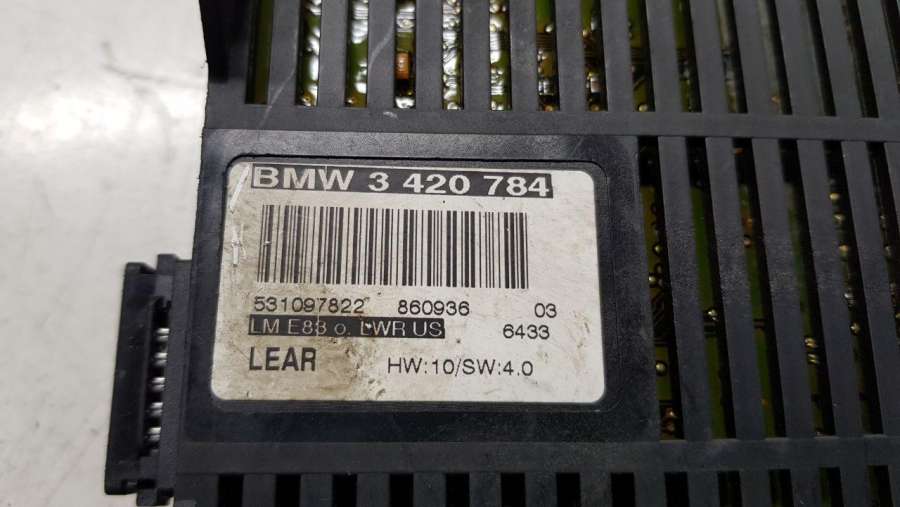 BMW 3 420 784
531097822 860936 03
LM E83 o. LWR US 6433
LEAR HW:10/SW:4.0